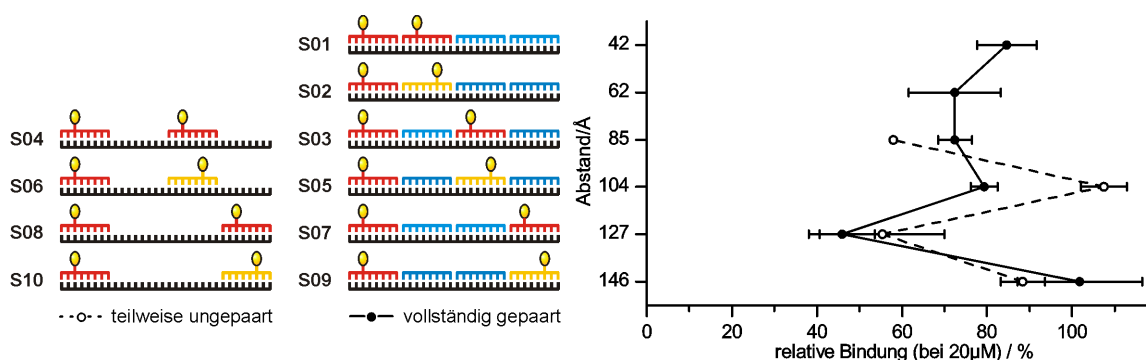 S04
S06
S08
S10
teilweise ungepaart
S01
S02
S03
S05
S07
S09
vollständig gepaart
Abstand/Å
42
62
85
104
127
146
0 20 40 60 80 100
relative Bindung (bei 20µM) / %